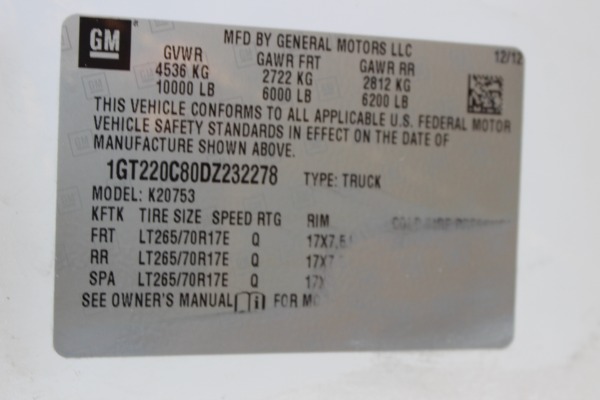 GM
MFD BY GENERAL MOTORS LLC
12/12
GVWR GAWR FRT GAWR RR
4536 KG 2722 KG 2812 KG
10000 LB 6000 LB 6200 LB
THIS VEHICLE CONFORMS TO ALL APPLICABLE U.S. FEDERAL MOTOR
VEHICLE SAFETY STANDARDS IN EFFECT ON THE DATE OF
MANUFACTURE SHOWN ABOVE.
1GT220C80DZ232278 TYPE: TRUCK
MODEL: K20753
KFTK TIRE SIZE SPEED RTG RIM COLD TIRE
FRT LT265/70R17E Q
RR LT265/70R17E Q
SPA LT265/70R17E Q
SEE OWNER'S MANUAL FOR